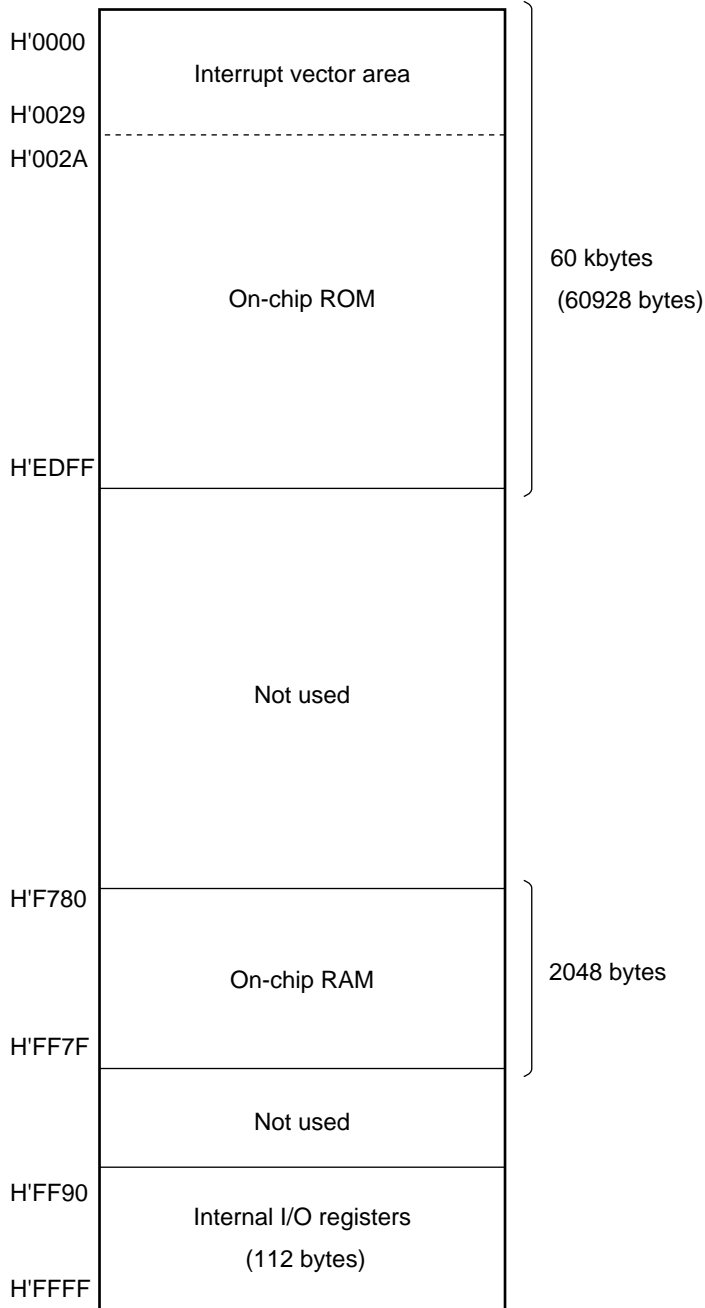 H'0000
Interrupt vector area
H'0029
H'002A
60 kbytes
On-chip ROM
(60928 bytes)
H'EDFF
Not used
H'F780
On-chip RAM
2048 bytes
H'FF7F
Not used
H'FF90
Internal I/O registers
(112 bytes)
H'FFFF